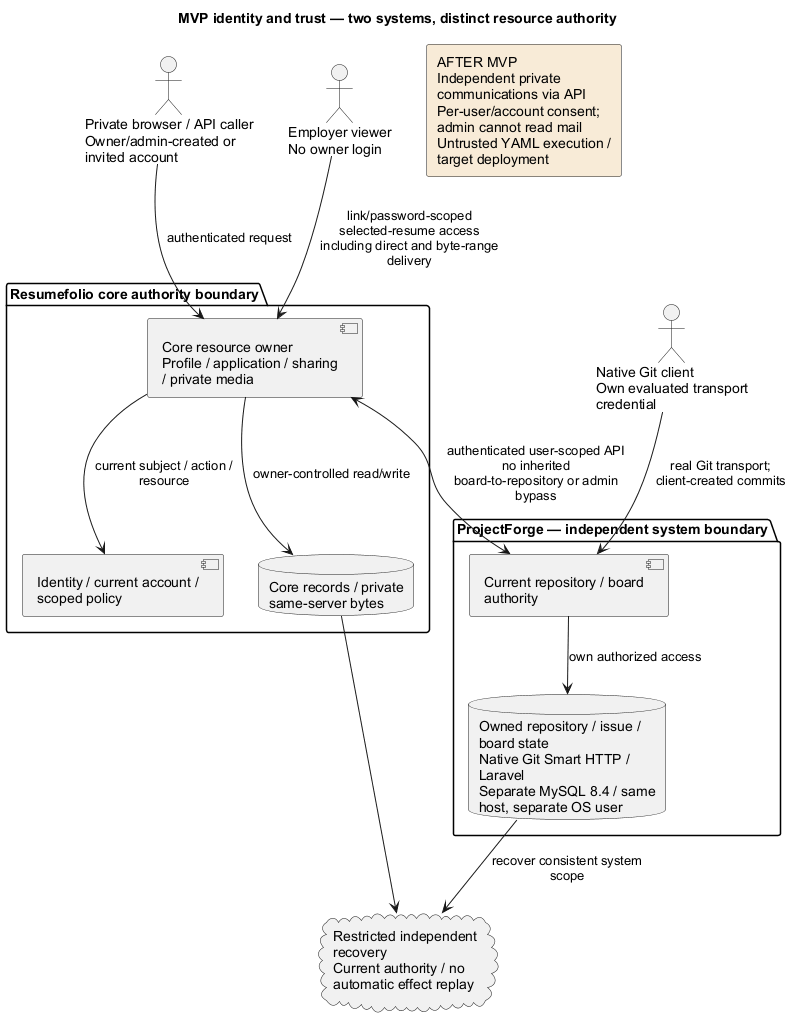 MVP identity and trust — two systems, distinct resource authority
AFTER MVP
Independent private
communications via API
Per-user/account consent;
admin cannot read mail
Untrusted YAML execution /
target deployment
Private browser / API caller
Owner/admin-created or
invited account
Employer viewer
No owner login
authenticated request
link/password-scoped
selected-resume access
including direct and byte-range
delivery
Resumefolio core authority boundary
Core resource owner
Profile / application / sharing
/ private media
Native Git client
Own evaluated transport
credential
current subject / action /
resource
owner-controlled read/write
authenticated user-scoped API
no inherited
board-to-repository or admin
bypass
real Git transport;
client-created commits
ProjectForge — independent system boundary
Identity / current account /
scoped policy
Core records / private
same-server bytes
Current repository / board
authority
own authorized access
Owned repository / issue /
board state
Native Git Smart HTTP /
Laravel
Separate MySQL 8.4 / same
host, separate OS user
recover consistent system
scope
Restricted independent
recovery
Current authority / no
automatic effect replay